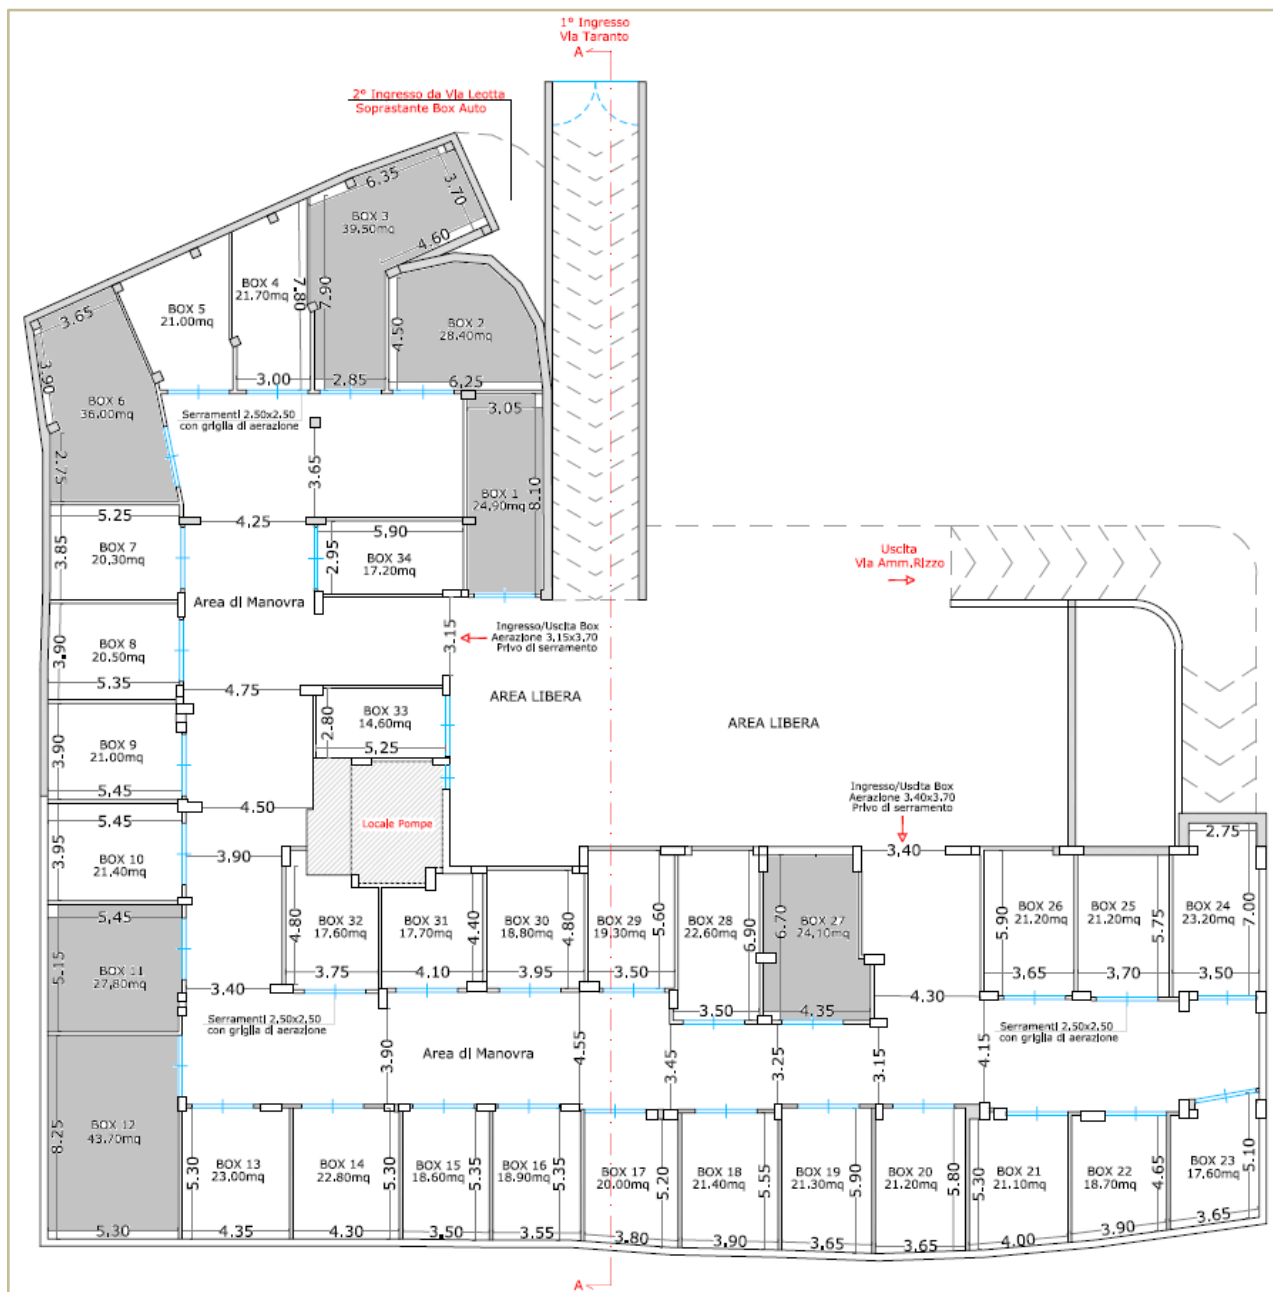 1° Ingresso
Via Taranto
A
2° Ingresso da Via Leotta
Soprastante Box Auto
6.35
3.70
BOX 3
39.50mq
4.60
7.90
BOX 4
21.70mq
7.80
BOX 5
21.00mq
3.65
3.90
BOX 2
28.40mq
4.50
3.00
2.85
6.25
BOX 6
36.00mq
2.75
Serramenti 2.50x2.50
con griglia di aerazione
3.05
3.65
BOX 1
24.90mq
8.10
5.25
4.25
5.90
3.85
BOX 7
20.30mq
2.95
BOX 34
17.20mq
Uscita
Via Amm.Rizzo
Area di Manovra
3.90
BOX 8
20.50mq
5.35
3.15
Ingresso/Uscita Box
Aerazione 3,15x3,70
Privo di serramento
4.75
AREA LIBERA
AREA LIBERA
2.80
BOX 33
14.60mq
5.25
3.90
BOX 9
21.00mq
5.45
4.50
Locale Pompe
Ingresso/Uscita Box
Aerazione 3,40x3,70
Privo di serramento
5.45
3.95
BOX 10
21.40mq
3.90
3.40
2.75
5.45
5.15
BOX 11
27.80mq
4.80
BOX 32
17.60mq
3.75
BOX 31
17.70mq
4.40
4.10
BOX 30
18.80mq
4.80
3.95
BOX 29
19.30mq
5.60
3.50
BOX 28
22.60mq
6.90
3.50
6.70
BOX 27
24.10mq
4.35
5.90
BOX 26
21.20mq
3.65
BOX 25
21.20mq
5.75
3.70
BOX 24
23.20mq
7.00
3.50
3.40
4.30
Serramenti 2,50x2,50
con griglia di aerazione
Serramenti 2.50x2.50
con griglia di aerazione
3.90
Area di Manovra
4.55
3.45
3.25
3.15
4.15
8.25
BOX 12
43.70mq
5.30
5.30
BOX 13
23.00mq
4.35
BOX 14
22.80mq
5.30
4.30
BOX 15
18.60mq
5.35
3.50
BOX 16
18.90mq
5.35
3.55
BOX 17
20.00mq
5.20
3.80
BOX 18
21.40mq
5.55
3.90
BOX 19
21.30mq
5.90
3.65
BOX 20
21.20mq
5.80
3.65
5.30
BOX 21
21.10mq
4.00
BOX 22
18.70mq
4.65
3.90
BOX 23
17.60mq
5.10
3.65
A